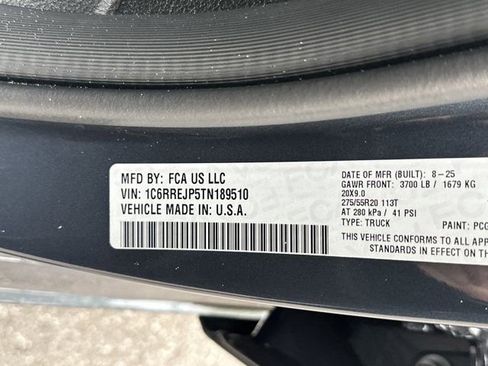 MFD BY: FCA US LLC
VIN: 1C6RREJP5TN189510
VEHICLE MADE IN: U.S.A.
DATE OF MFR (BUILT): 8-25
GAWR FRONT: 3700 LB / 1679 KG
20X9.0
275/55R20 113T
AT 280 kPa / 41 PSI
TYPE: TRUCK PAINT: PCG
THIS VEHICLE CONFORMS TO ALL APP
STANDARDS IN EFFECT ON